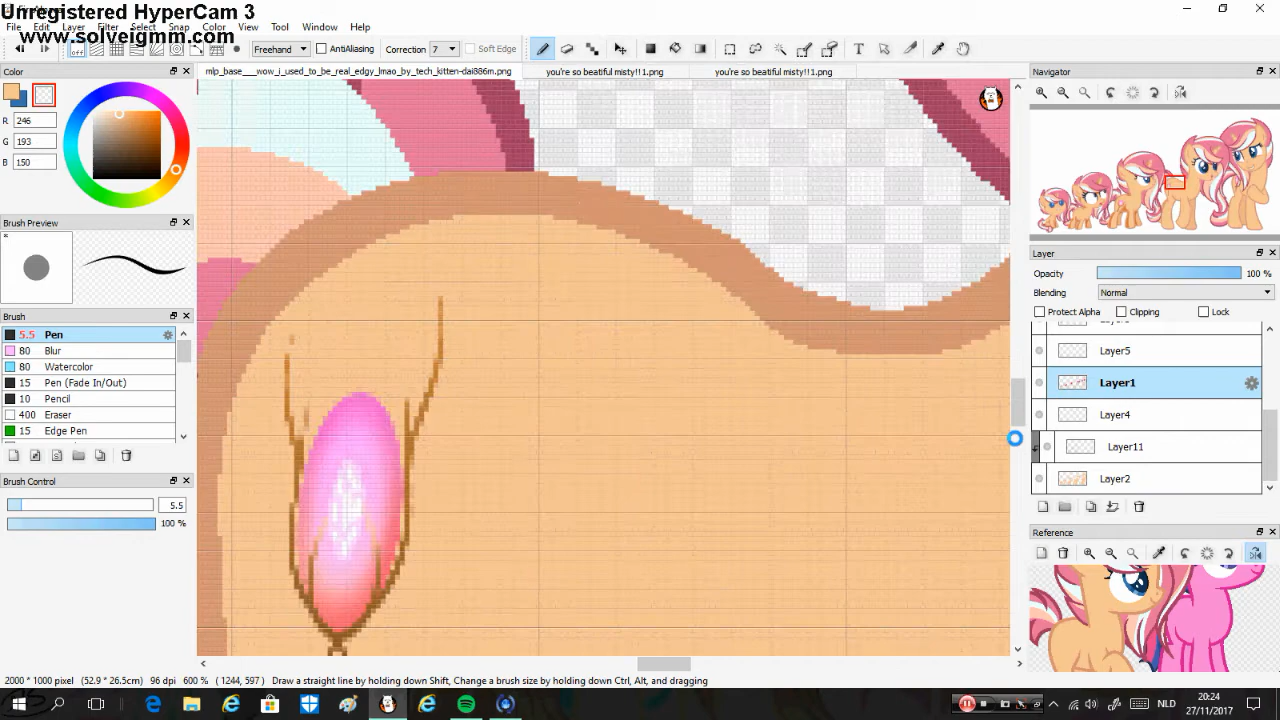 Unregistered HyperCam 3
www.solveigmm.com
File Edit Layer Filter Select Snap Color View Tool Window Help
off Freehand AntiAliasing Correction 7 Soft Edge T
Color mlp_base___wow_i_used_to_be_real_edgy_lmao_by_tech_kitten-dai886m.png you're so beatiful misty!!1.png you're so beatiful misty!!1.png Navigator
R 246
G 193
B 150
Brush Preview
Layer
Opacity 100 %
Blending Normal
Protect Alpha Clipping Lock
Brush
5.5 Pen
80 Blur
80 Watercolor
15 Pen (Fade In/Out)
10 Pencil
400 Eraser
15 Edge Pen
Layer5
Layer1
Layer4
Layer11
Layer2
Brush Control
5.5
100 %
Reference
2000 * 1000 pixel (52.9 * 26.5cm) 96 dpi 600 % ( 1244, 597 ) Draw a straight line by holding down Shift, Change a brush size by holding down Ctrl, Alt, and dragging
NLD
20:24
27/11/2017